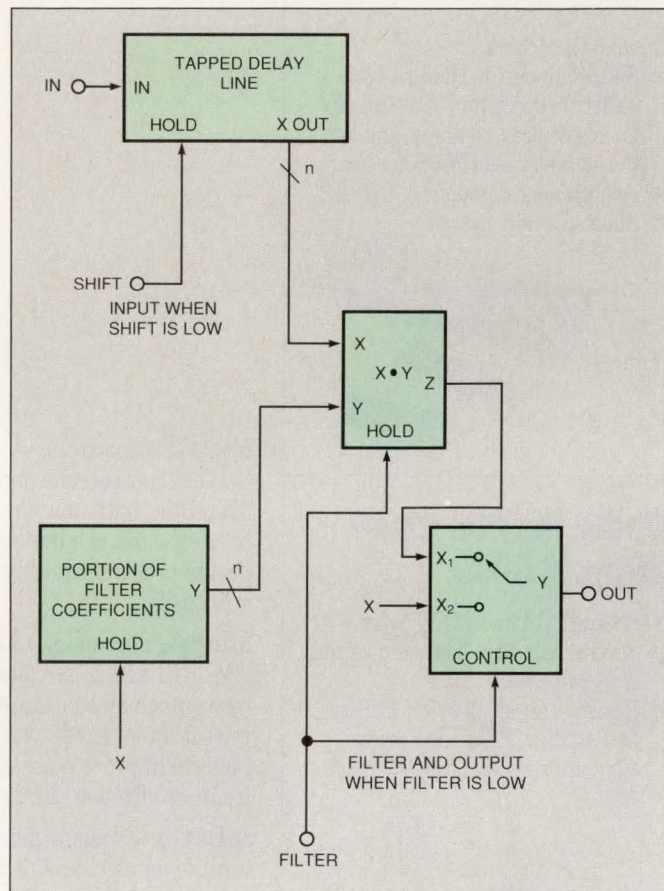 TAPPED DELAY
LINE
IN
IN
HOLD
X OUT
n
SHIFT
INPUT WHEN
SHIFT IS LOW
X
X • Y
Z
Y
HOLD
PORTION OF
FILTER
COEFFICIENTS
Y
n
HOLD
X
X₁
Y
OUT
X
X₂
CONTROL
FILTER AND OUTPUT
WHEN FILTER IS LOW
FILTER